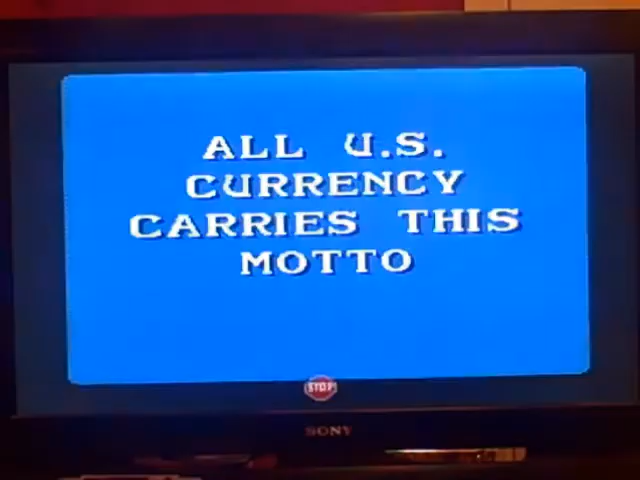 ALL U.S.
CURRENCY
CARRIES THIS
MOTTO
STOP
SONY